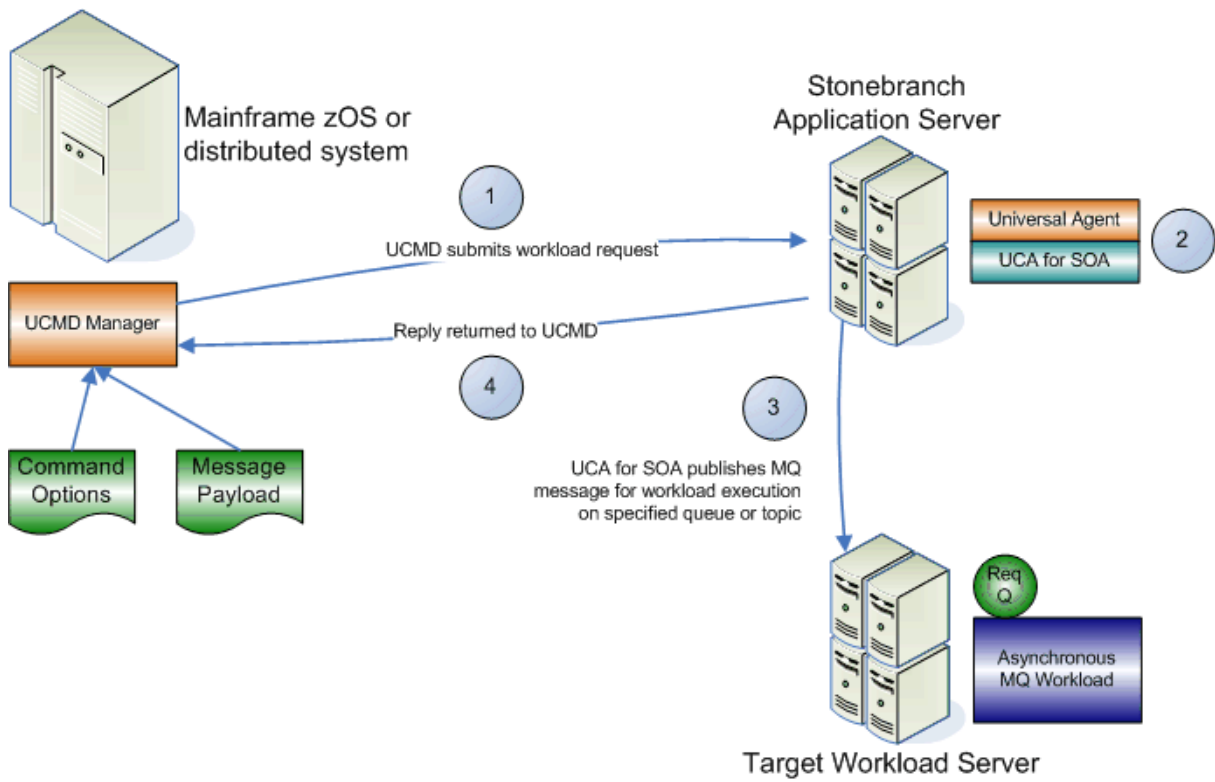 Mainframe zOS or
distributed system
Stonebranch
Application Server
1
UCMD submits workload request
Universal Agent
UCA for SOA
2
UCMD Manager
Reply returned to UCMD
4
3
Command
Options
Message
Payload
UCA for SOA publishes MQ
message for workload execution
on specified queue or topic
Req
Q
Asynchronous
MQ Workload
Target Workload Server